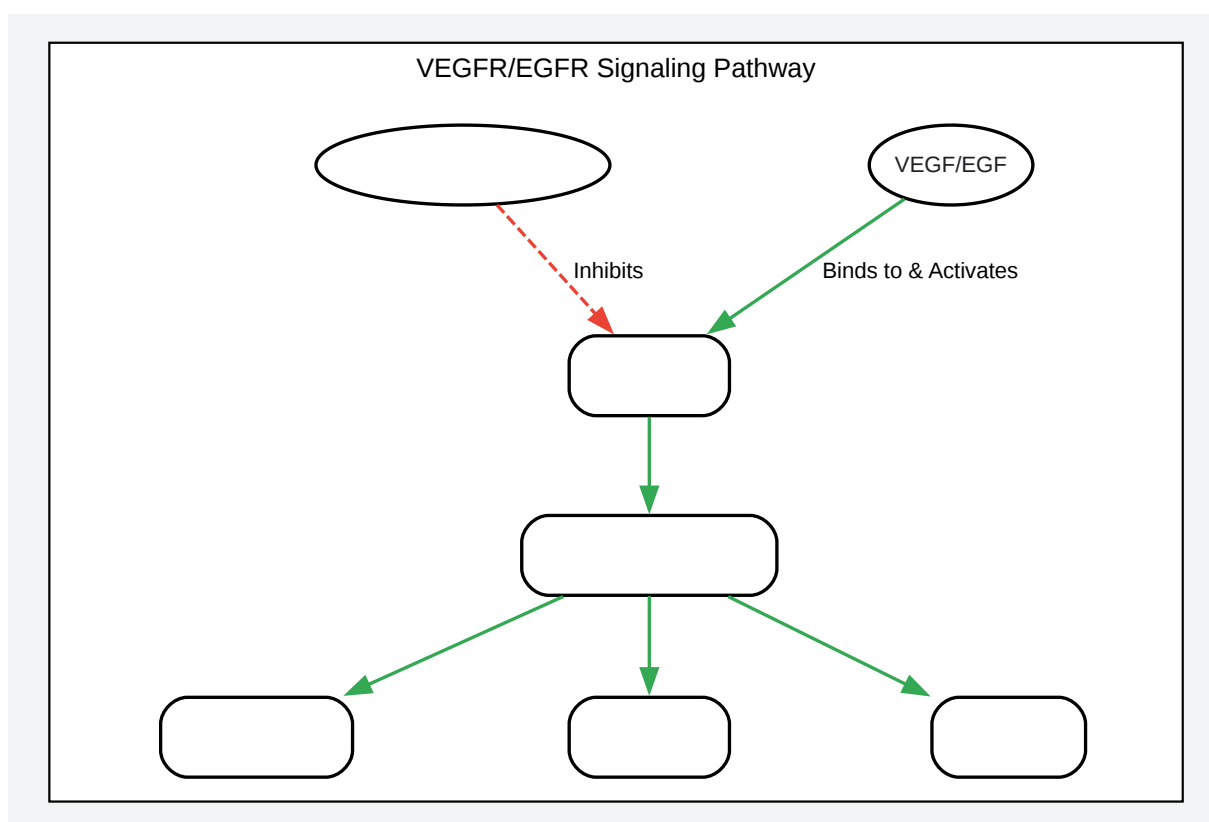 VEGFR/EGFR Signaling Pathway
VEGF/EGF
Inhibits
Binds to & Activates